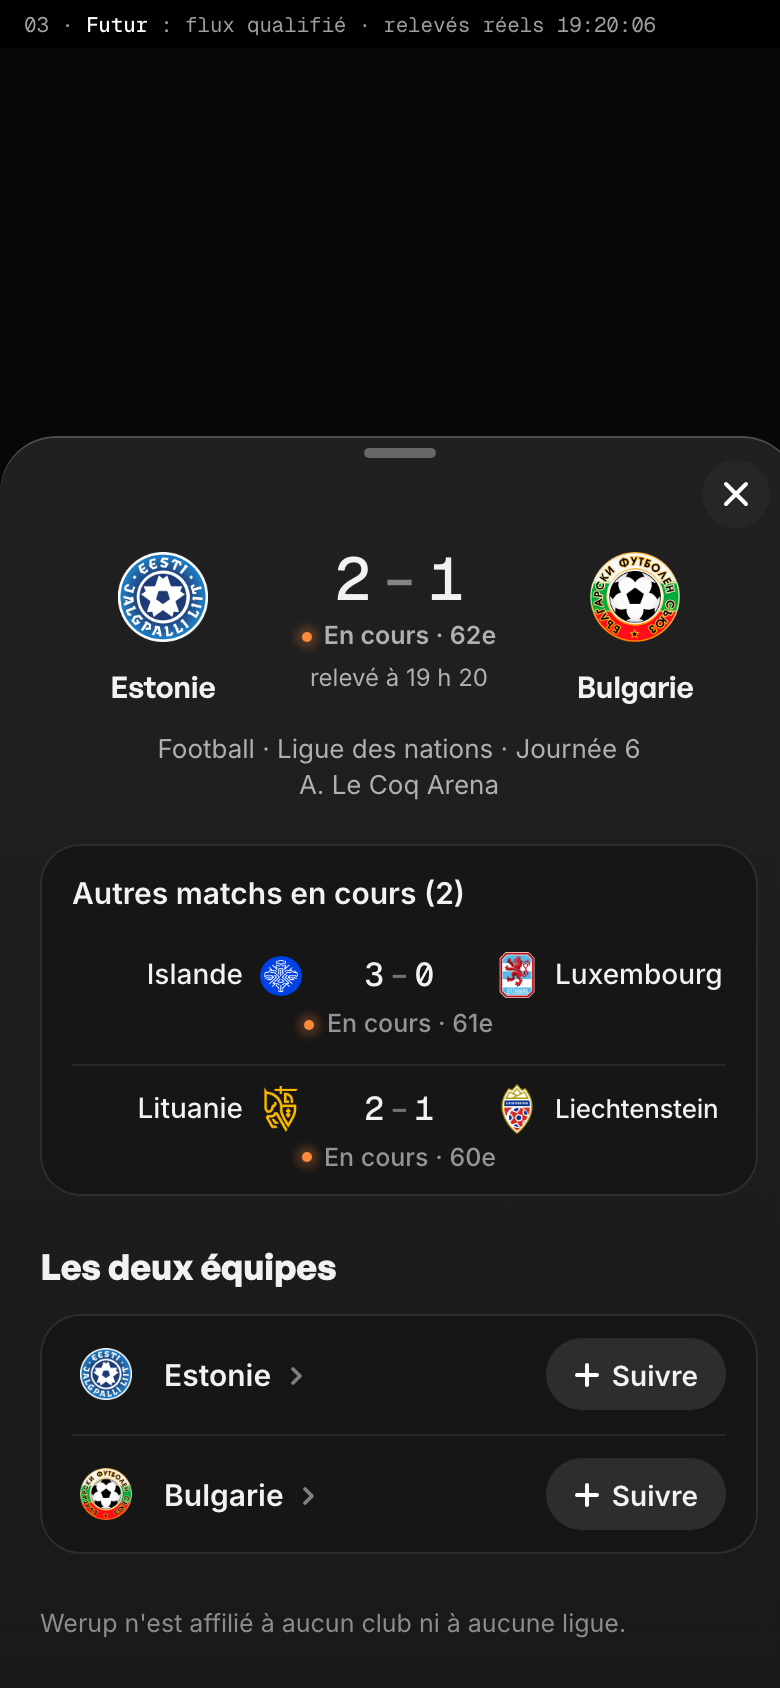 03 · Futur : flux qualifié · relevés réels 19:20:06
2 – 1
En cours · 62e
relevé à 19 h 20
Estonie
Bulgarie
Football · Ligue des nations · Journée 6
A. Le Coq Arena
Autres matchs en cours (2)
Islande 3 – 0 Luxembourg
En cours · 61e
Lituanie 2 – 1 Liechtenstein
En cours · 60e
Les deux équipes
Estonie > + Suivre
Bulgarie > + Suivre
Werup n'est affilié à aucun club ni à aucune ligue.